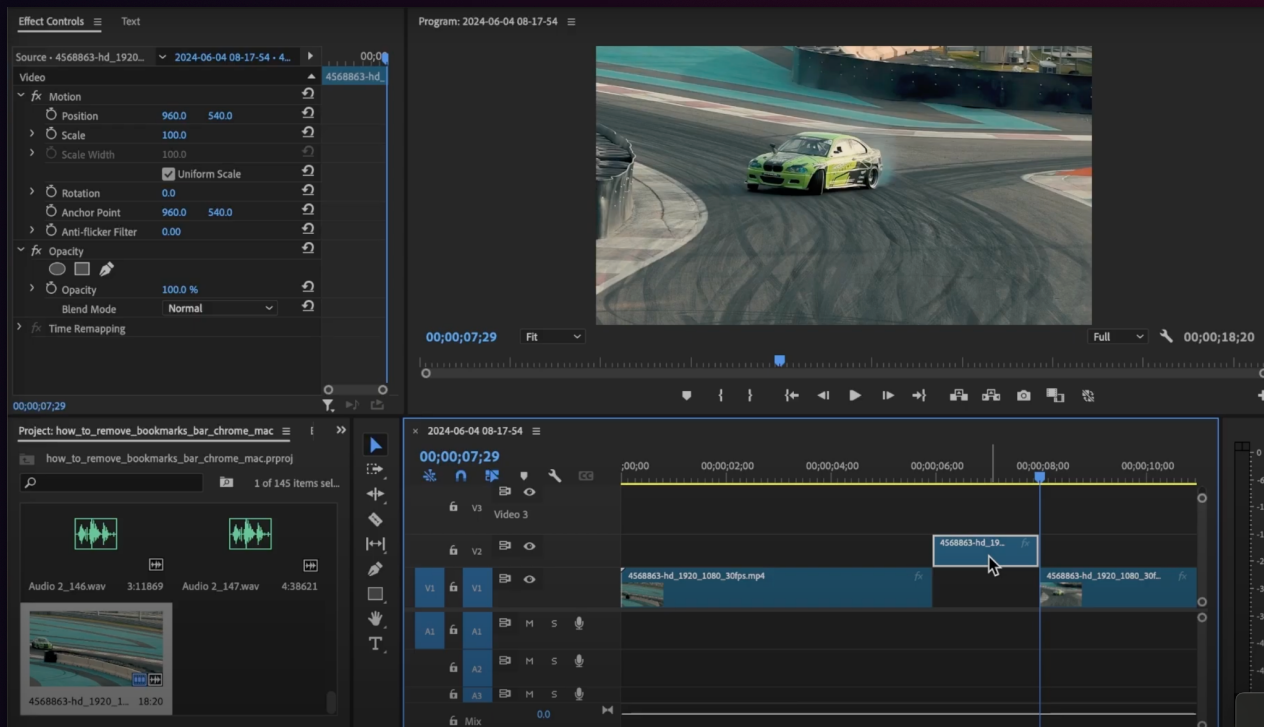 Effect Controls
Text
Source • 4568863-hd_1920...
2024-06-04 08-17-54 • 4...
00;0
Video
4568863-hd_
fx Motion
Position 960.0 540.0
Scale 100.0
Scale Width 100.0
Uniform Scale
Rotation 0.0
Anchor Point 960.0 540.0
Anti-flicker Filter 0.00
fx Opacity
Opacity 100.0 %
Blend Mode Normal
fx Time Remapping
00;00;07;29
Program: 2024-06-04 08-17-54
00;00;07;29
Fit
Full
00;00;18;20
Project: how_to_remove_bookmarks_bar_chrome_mac
how_to_remove_bookmarks_bar_chrome_mac.prproj
1 of 145 items sel...
Audio 2_146.wav 3:11869
Audio 2_147.wav 4:38621
4568863-hd_1920_1... 18:20
× 2024-06-04 08-17-54
00;00;07;29
;00;00 00;00;02;00 00;00;04;00 00;00;06;00 00;00;08;00 00;00;10;00
V3 Video 3
V2
4568863-hd_19... fx
V1 V1
4568863-hd_1920_1080_30fps.mp4 fx
4568863-hd_1920_1080_30f... fx
A1 A1 M S
A2 M S
A3 M S
Mix 0.0